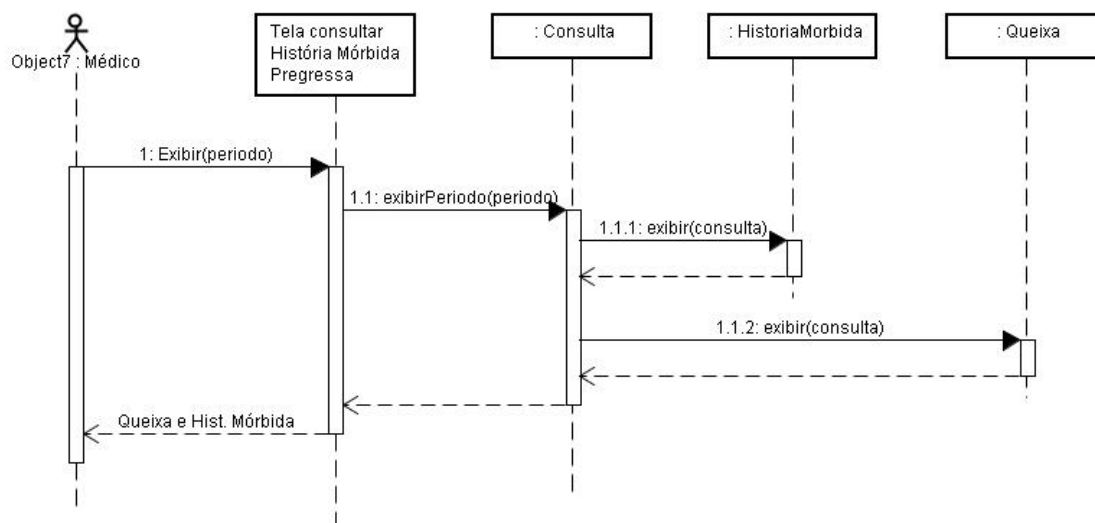 Object7 : Médico
Tela consultar
História Mórbida
Pregressa
: Consulta
: HistoriaMorbida
: Queixa
1: Exibir(periodo)
1.1: exibirPeriodo(periodo)
1.1.1: exibir(consulta)
1.1.2: exibir(consulta)
Queixa e Hist. Mórbida